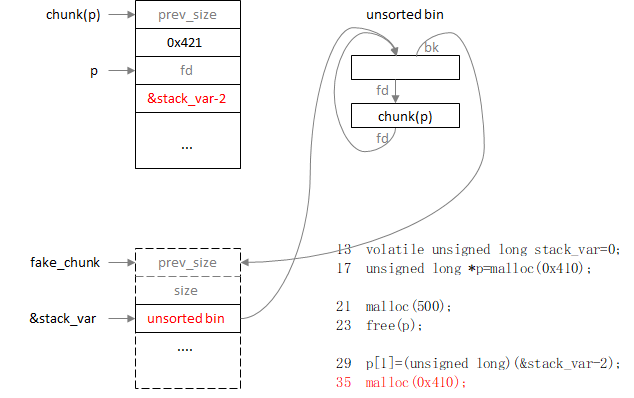 chunk(p)
prev_size
0x421
p
fd
&stack_var-2
...
unsorted bin
bk
fd
chunk(p)
fd
fake_chunk
prev_size
size
&stack_var
unsorted bin
....
13 volatile unsigned long stack_var=0;
17 unsigned long *p=malloc(0x410);
21 malloc(500);
23 free(p);
29 p[1]=(unsigned long)(&stack_var-2);
35 malloc(0x410);